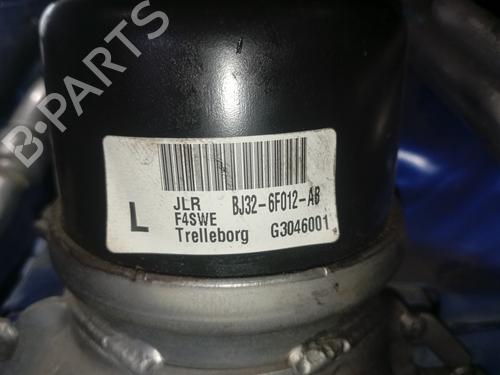 B-PARTS
L
JLR BJ32-6F012-AB
F4SWE
Trelleborg G3046001